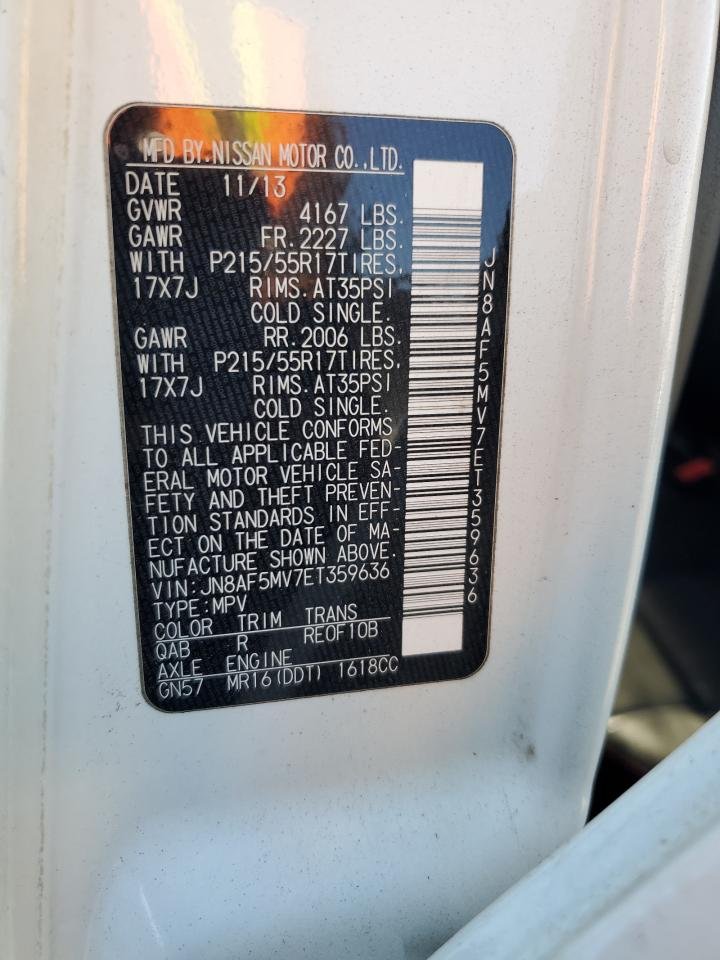 MFD BY:NISSAN MOTOR CO.,LTD.
DATE 11/13
GVWR 4167 LBS.
GAWR FR.2227 LBS.
WITH P215/55R17TIRES,
17X7J RIMS.AT35PSI
COLD SINGLE.
GAWR RR.2006 LBS.
WITH P215/55R17TIRES,
17X7J RIMS.AT35PSI
COLD SINGLE.
THIS VEHICLE CONFORMS
TO ALL APPLICABLE FED-
ERAL MOTOR VEHICLE SA-
FETY AND THEFT PREVEN-
TION STANDARDS IN EFF-
ECT ON THE DATE OF MA-
NUFACTURE SHOWN ABOVE.
VIN:JN8AF5MV7ET359636
TYPE:MPV
COLOR TRIM TRANS
QAB R RE0F10B
AXLE ENGINE
GN57 MR16(DDT) 1618CC
JN8AF5MV7ET359636